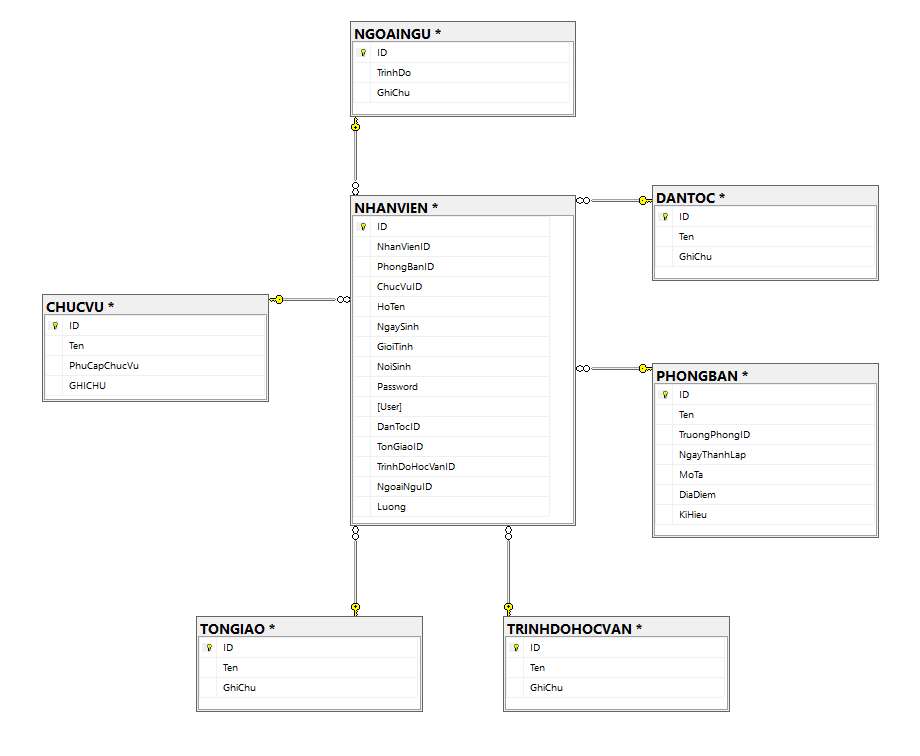 NGOAINGU *
ID
TrinhDo
GhiChu
NHANVIEN *
ID
NhanVienID
PhongBanID
ChucVuID
HoTen
NgaySinh
GioiTinh
NoiSinh
Password
[User]
DanTocID
TonGiaoID
TrinhDoHocVanID
NgoaiNguID
Luong
DANTOC *
ID
Ten
GhiChu
CHUCVU *
ID
Ten
PhuCapChucVu
GHICHU
PHONGBAN *
ID
Ten
TruongPhongID
NgayThanhLap
MoTa
DiaDiem
KiHieu
TONGIAO *
ID
Ten
GhiChu
TRINHDOHOCVAN *
ID
Ten
GhiChu